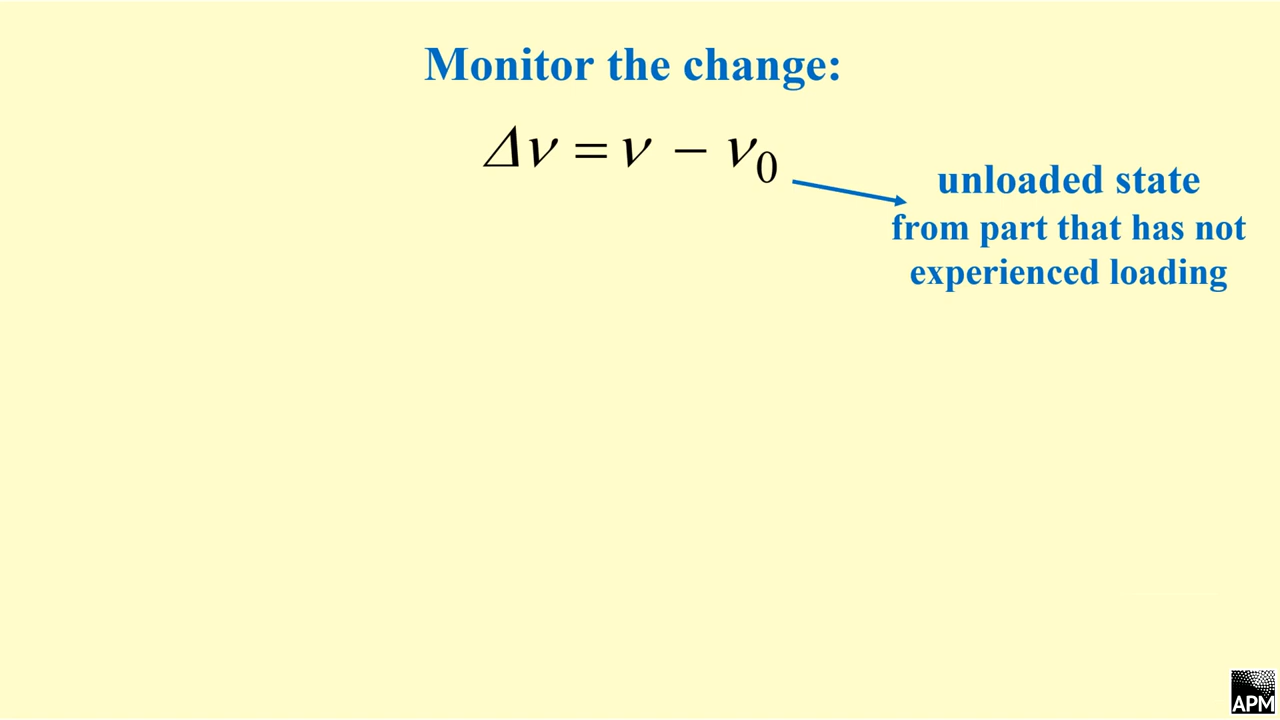 Monitor the change:
Δν = ν − ν₀
unloaded state
from part that has not
experienced loading
APM